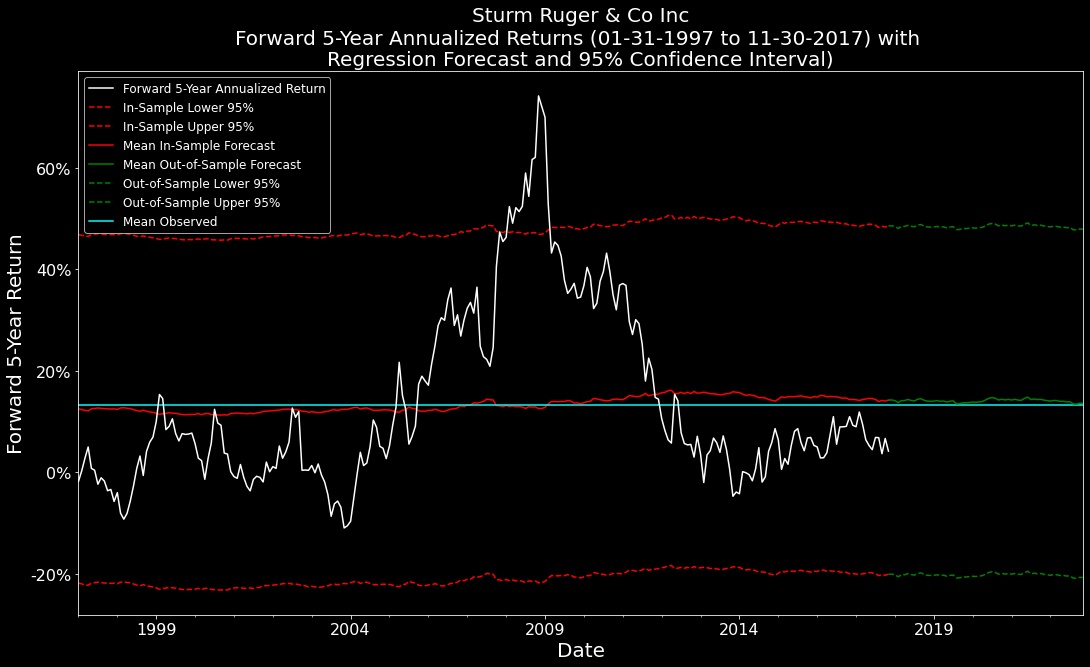 Sturm Ruger & Co Inc
Forward 5-Year Annualized Returns (01-31-1997 to 11-30-2017) with
Regression Forecast and 95% Confidence Interval)
Forward 5-Year Annualized Return
In-Sample Lower 95%
In-Sample Upper 95%
Mean In-Sample Forecast
Mean Out-of-Sample Forecast
Out-of-Sample Lower 95%
Out-of-Sample Upper 95%
Mean Observed
Forward 5-Year Return
60%
40%
20%
0%
-20%
1999
2004
2009
2014
2019
Date